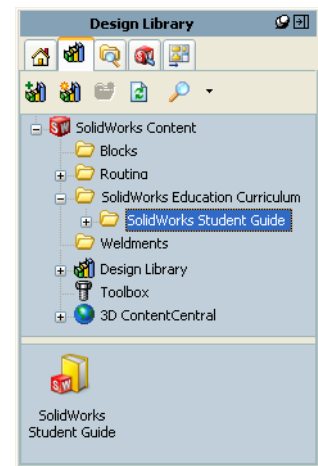 Design Library
SolidWorks Content
Blocks
Routing
SolidWorks Education Curriculum
SolidWorks Student Guide
Weldments
Design Library
Toolbox
3D ContentCentral
SolidWorks
Student Guide